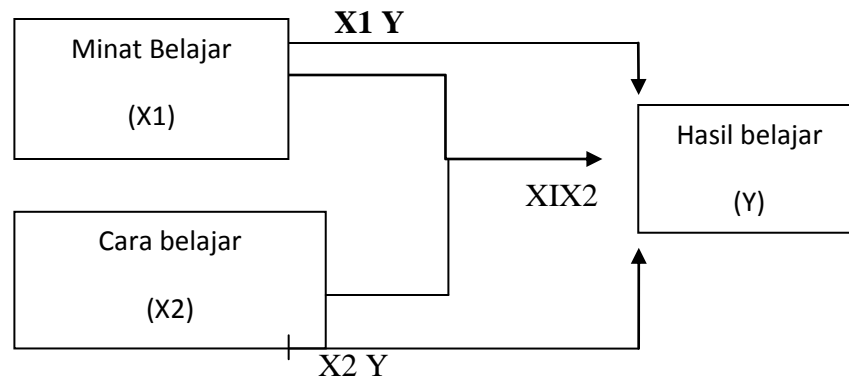 X1 Y
Minat Belajar
(X1)
Hasil belajar
(Y)
XIX2
Cara belajar
(X2)
X2 Y